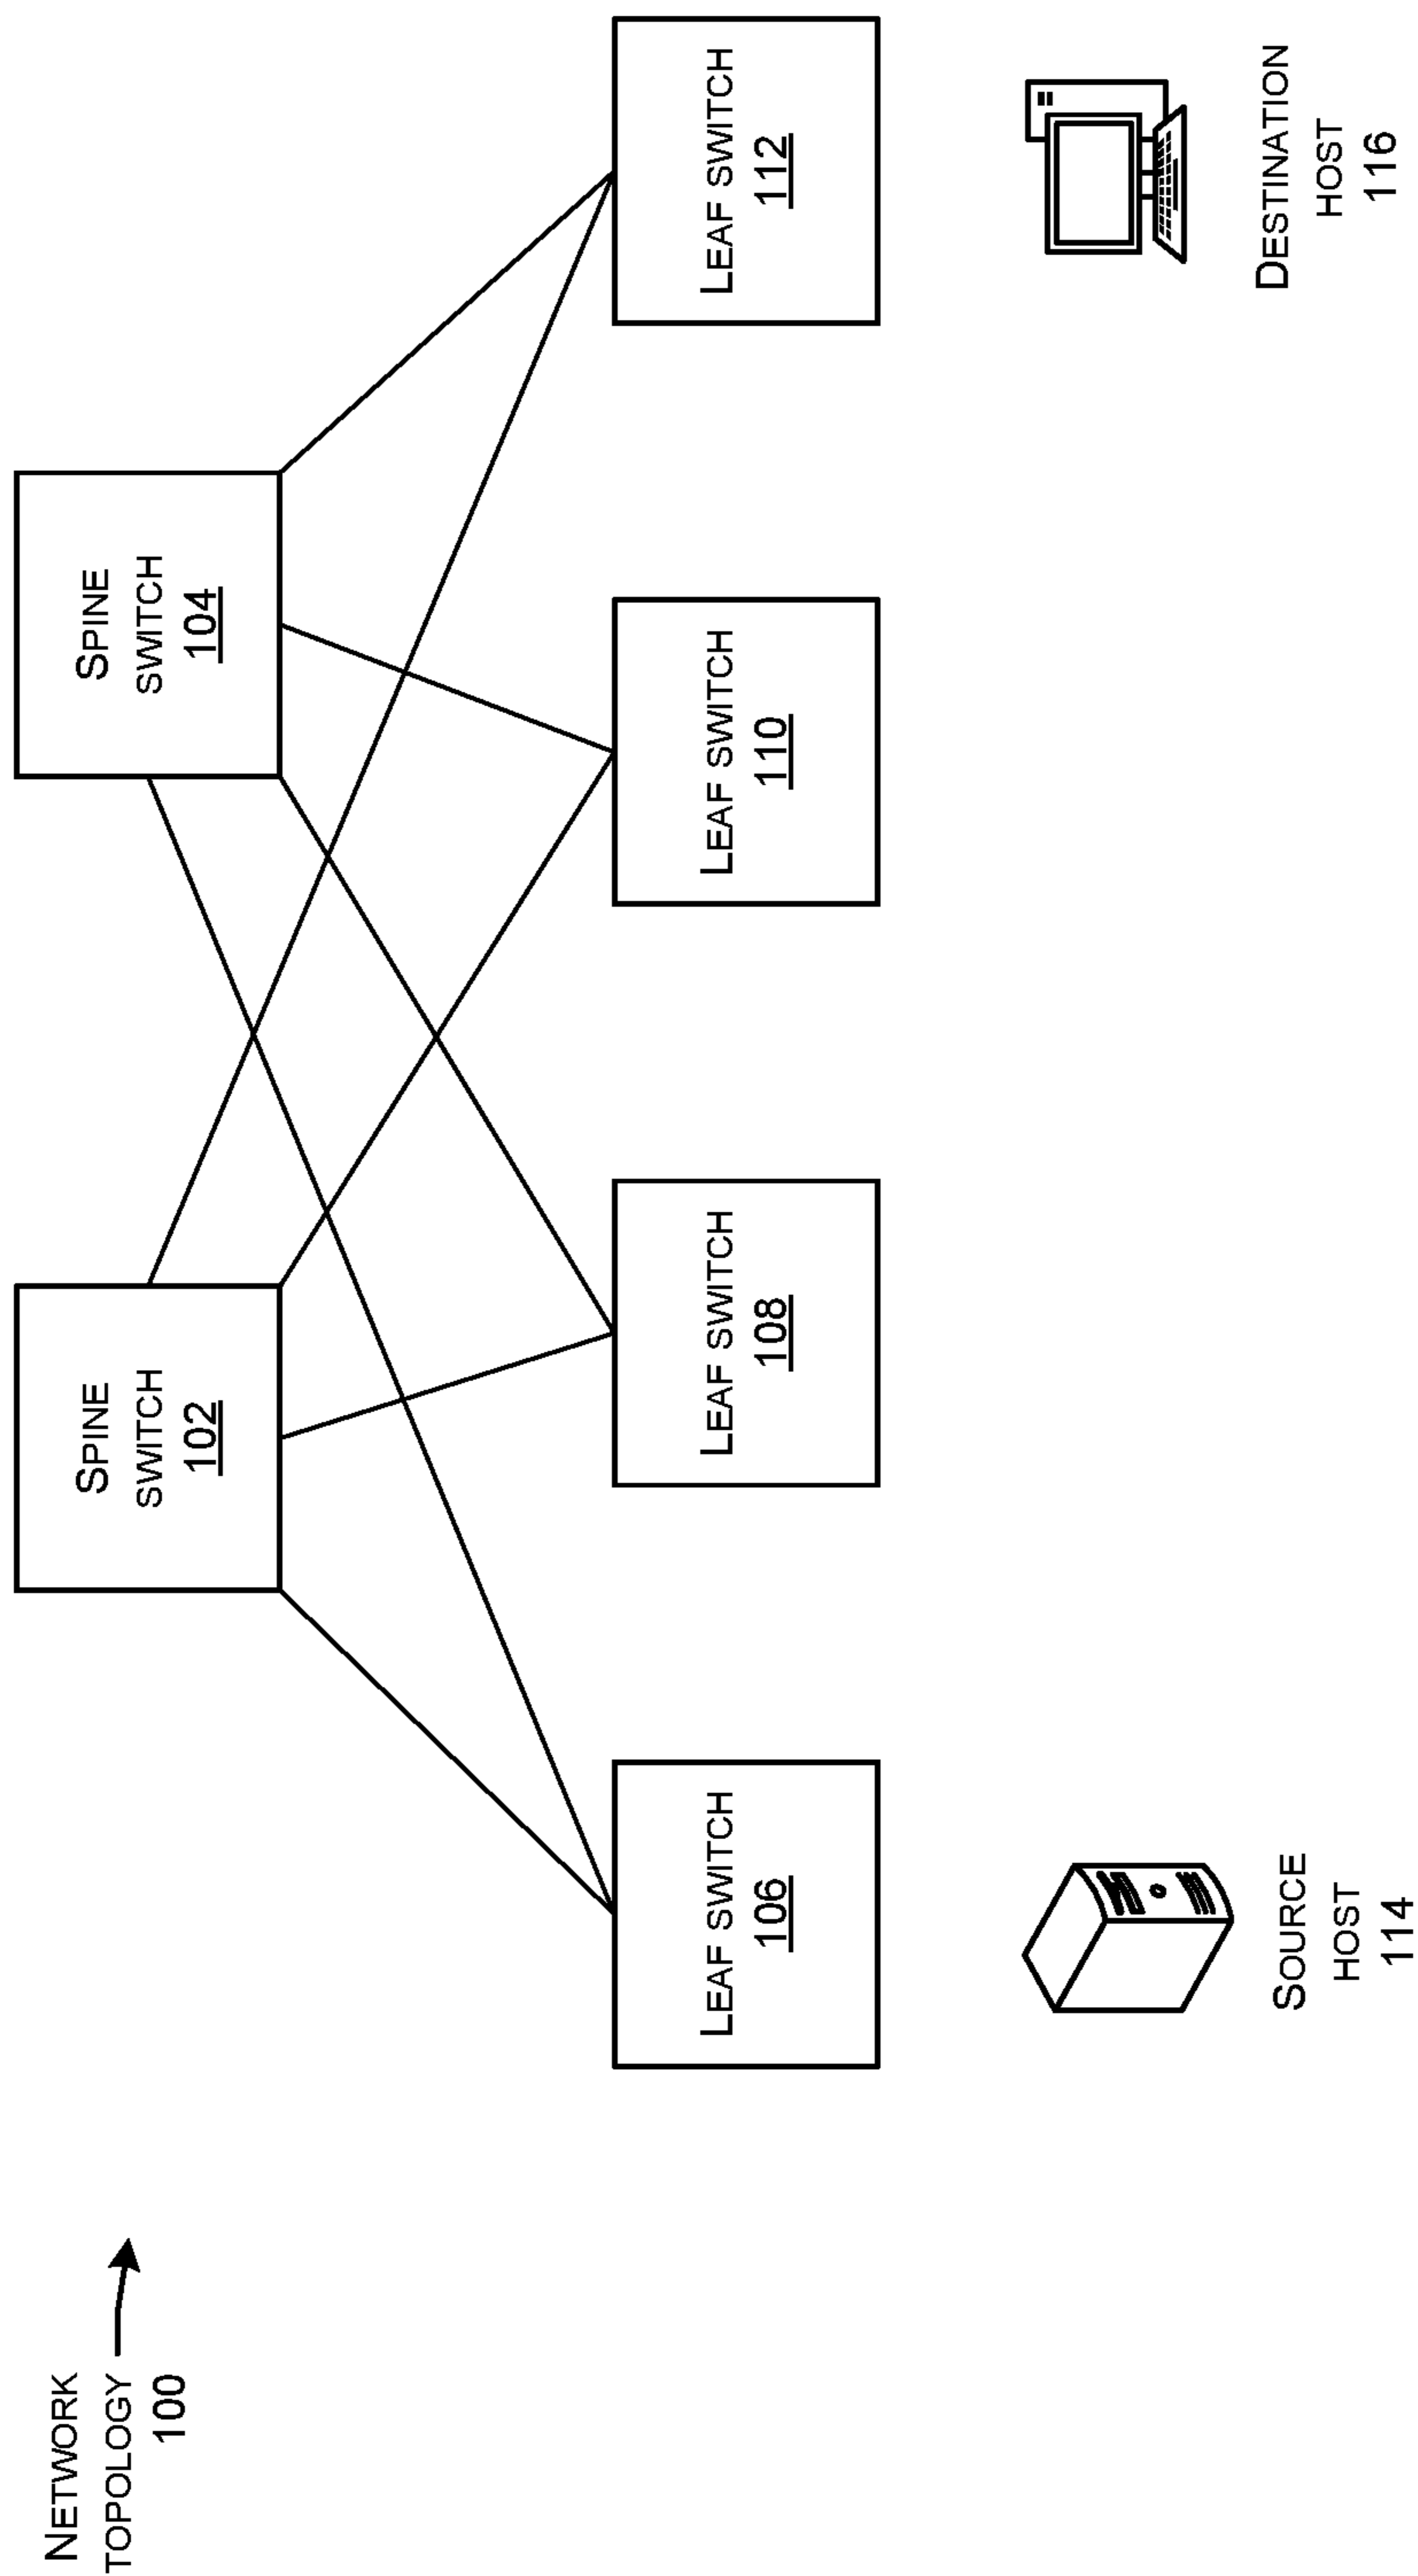 NETWORK
TOPOLOGY
100
SPINE
SWITCH
102
SPINE
SWITCH
104
LEAF SWITCH
106
LEAF SWITCH
108
LEAF SWITCH
110
LEAF SWITCH
112
SOURCE
HOST
114
DESTINATION
HOST
116